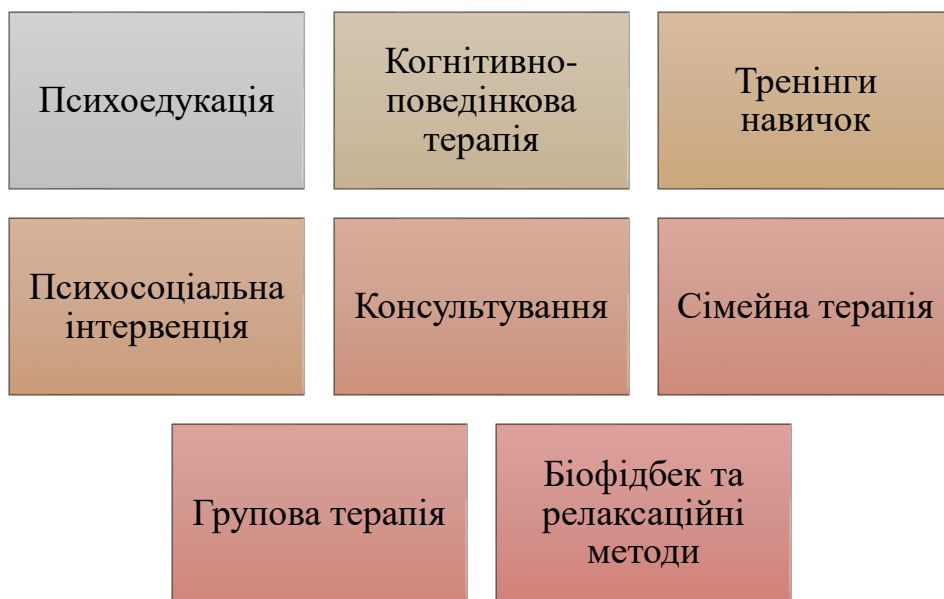 Психоедукація
Когнітивно-
поведінкова
терапія
Тренінги
навичок
Психосоціальна
інтервенція
Консультування
Сімейна терапія
Групова терапія
Біофідбек та
релаксаційні
методи